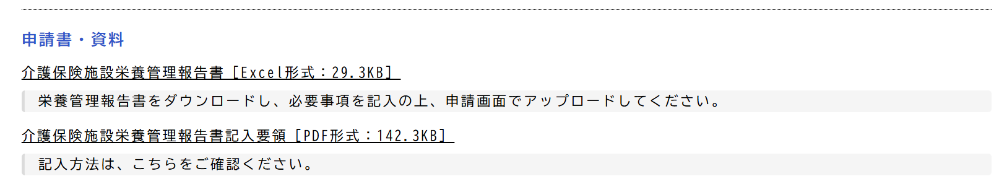 申請書・資料
介護保険施設栄養管理報告書［Excel形式：29.3KB］
栄養管理報告書をダウンロードし、必要事項を記入の上、申請画面でアップロードしてください。
介護保険施設栄養管理報告書記入要領［PDF形式：142.3KB］
記入方法は、こちらをご確認ください。